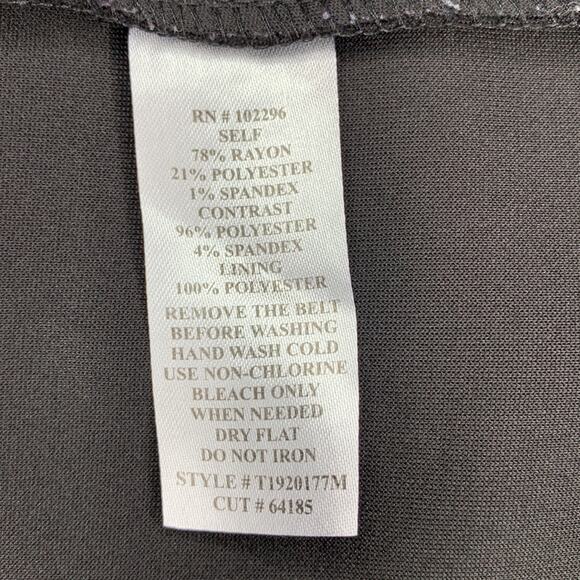 RN # 102296
SELF
78% RAYON
21% POLYESTER
1% SPANDEX
CONTRAST
96% POLYESTER
4% SPANDEX
LINING
100% POLYESTER
REMOVE THE BELT
BEFORE WASHING
HAND WASH COLD
USE NON-CHLORINE
BLEACH ONLY
WHEN NEEDED
DRY FLAT
DO NOT IRON
STYLE # T1920177M
CUT # 64185